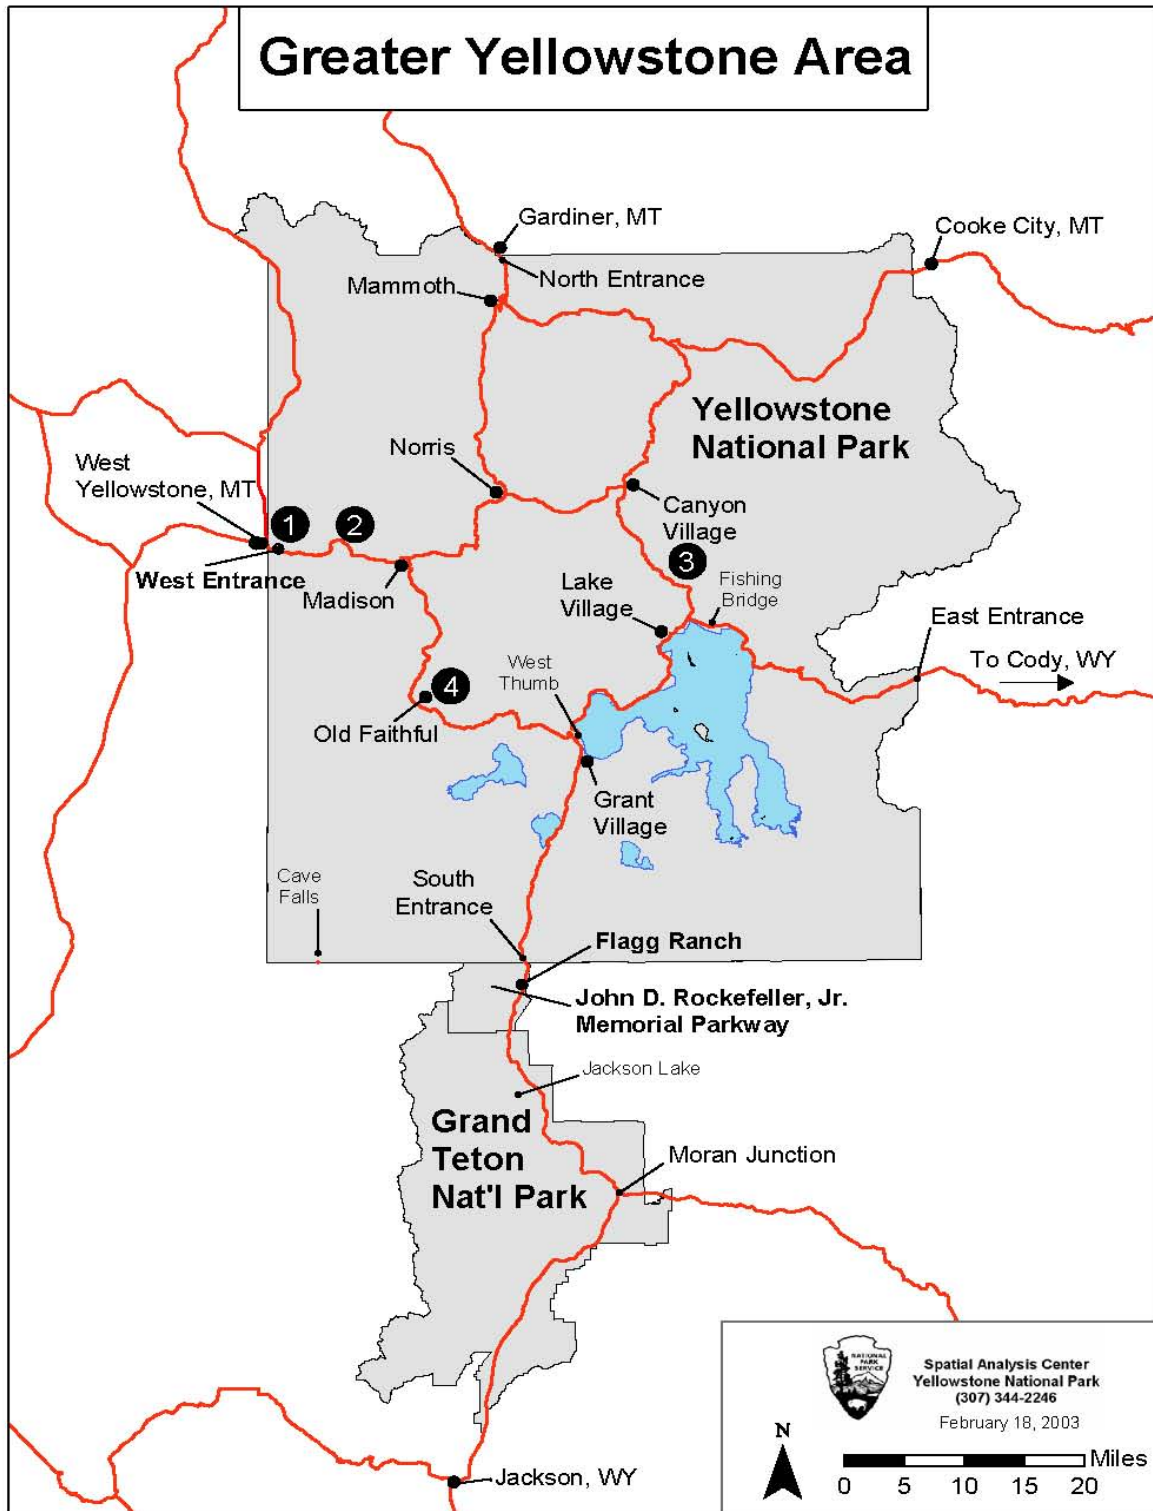 Greater Yellowstone Area
Gardiner, MT
Cooke City, MT
North Entrance
Mammoth
Yellowstone
National Park
Norris
West
Yellowstone, MT
Canyon
Village
1
2
3
West Entrance
Madison
Lake
Village
Fishing
Bridge
East Entrance
To Cody, WY
West
Thumb
4
Old Faithful
Grant
Village
Cave
Falls
South
Entrance
Flagg Ranch
John D. Rockefeller, Jr.
Memorial Parkway
Jackson Lake
Grand
Teton
Nat'l Park
Moran Junction
NATIONAL
PARK
SERVICE
Spatial Analysis Center
Yellowstone National Park
(307) 344-2246
February 18, 2003
N
Miles
0 5 10 15 20
Jackson, WY